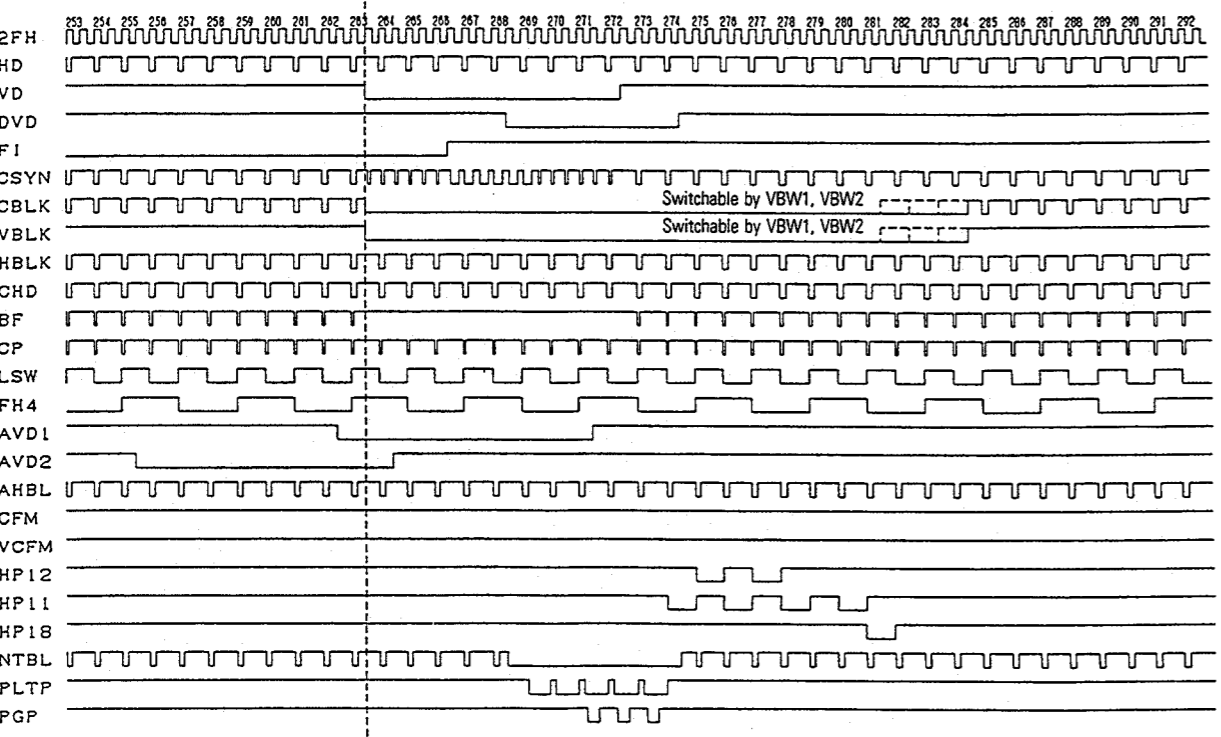 253 254 255 256 257 258 259 260 261 262 263 264 265 266 267 268 269 270 271 272 273 274 275 276 277 278 279 280 281 282 283 284 285 286 287 288 289 290 291 292
2FH
HD
VD
DVD
FI
CSYN
CBLK Switchable by VBW1, VBW2
VBLK Switchable by VBW1, VBW2
HBLK
CHD
BF
CP
LSW
FH4
AVD1
AVD2
AHBL
CFM
VCFM
HP12
HP11
HP18
NTBL
PLTP
PGP